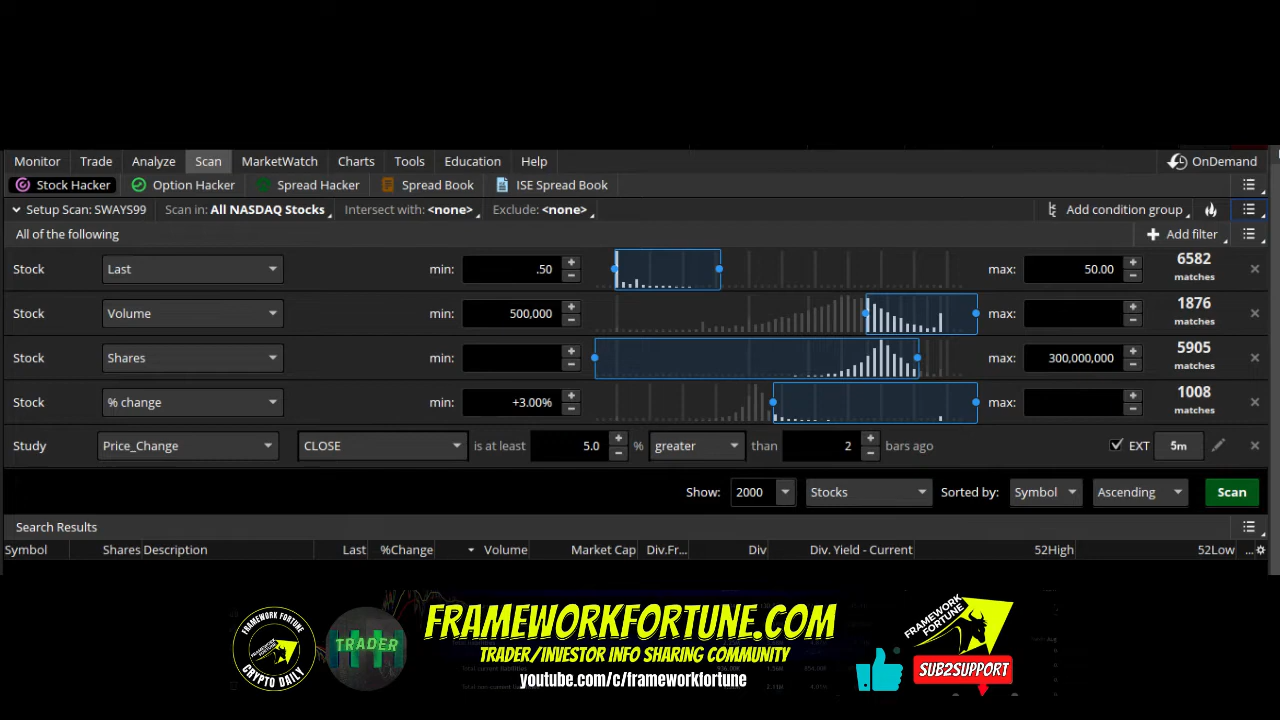 Monitor Trade Analyze Scan MarketWatch Charts Tools Education Help OnDemand
Stock Hacker Option Hacker Spread Hacker Spread Book ISE Spread Book
Setup Scan: SWAYS99 Scan in: All NASDAQ Stocks Intersect with: <none> Exclude: <none> Add condition group
All of the following Add filter
Stock Last min: .50 max: 50.00 6582 matches
Stock Volume min: 500,000 max: 1876 matches
Stock Shares min: max: 300,000,000 5905 matches
Stock % change min: +3.00% max: 1008 matches
Study Price_Change CLOSE is at least 5.0 % greater than 2 bars ago EXT 5m
Show: 2000 Stocks Sorted by: Symbol Ascending Scan
Search Results
Symbol Shares Description Last %Change Volume Market Cap Div.Fr... Div Div. Yield - Current 52High 52Low ...
FRAMEWORK FORTUNE
CRYPTO DAILY
TRADER
FRAMEWORKFORTUNE.COM
TRADER/INVESTOR INFO SHARING COMMUNITY
youtube.com/c/frameworkfortune
FRAMEWORK
FORTUNE
SUB2SUPPORT